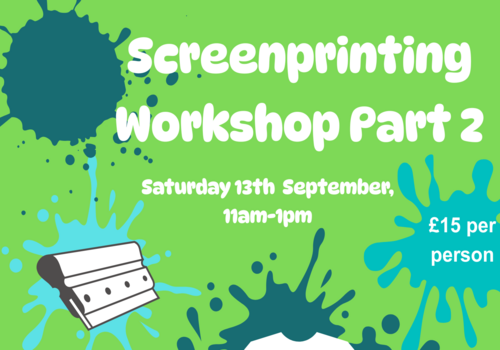 Screenprinting
Workshop Part 2
Saturday 13th September,
11am-1pm
£15 per
person